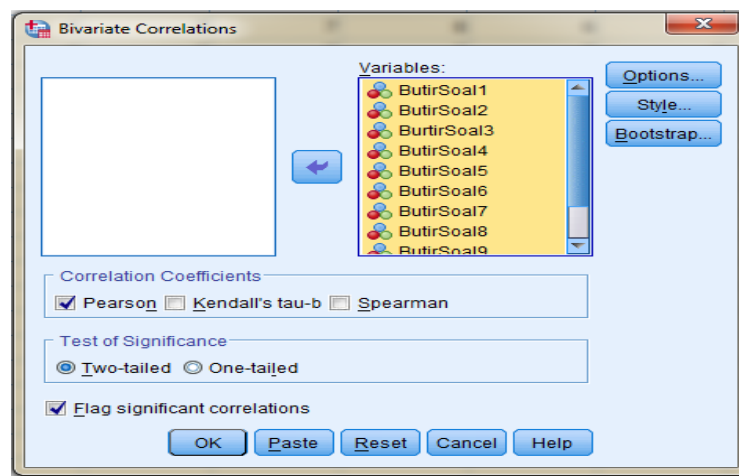 Bivariate Correlations
Variables:
ButirSoal1
ButirSoal2
BurtirSoal3
ButirSoal4
ButirSoal5
ButirSoal6
ButirSoal7
ButirSoal8
ButirSoal9
Options...
Style...
Bootstrap...
Correlation Coefficients
Pearson Kendall's tau-b Spearman
Test of Significance
Two-tailed One-tailed
Flag significant correlations
OK Paste Reset Cancel Help